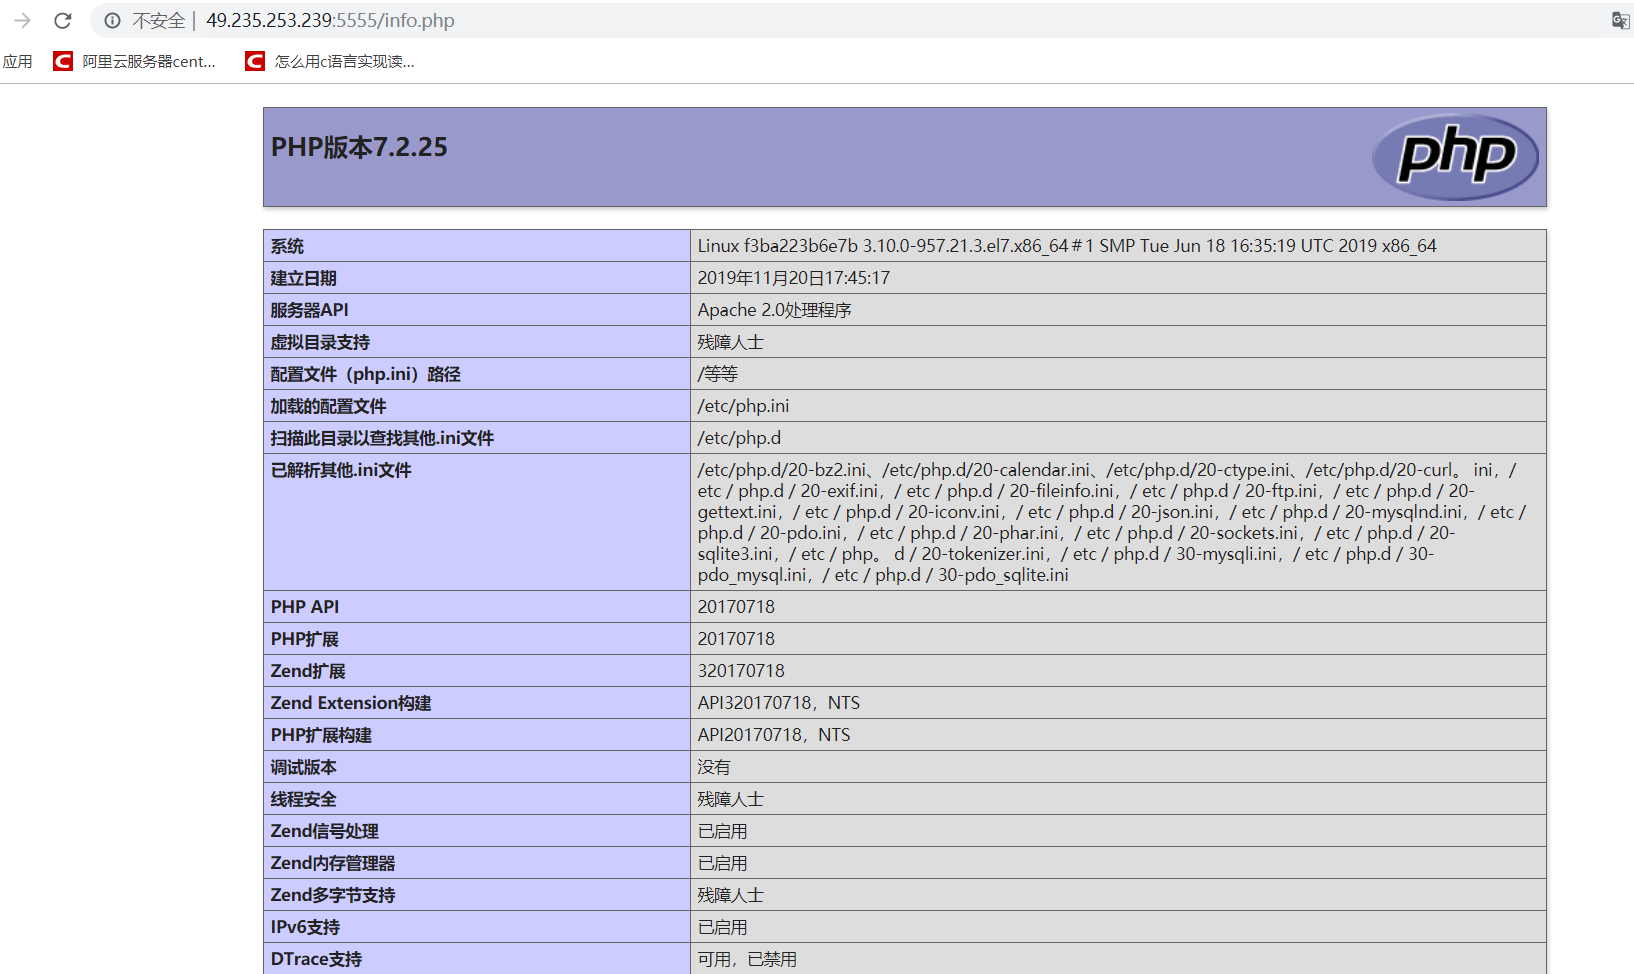 不安全 | 49.235.253.239:5555/info.php
应用 阿里云服务器cent... 怎么用c语言实现读...
PHP版本7.2.25
php
系统 Linux f3ba223b6e7b 3.10.0-957.21.3.el7.x86_64＃1 SMP Tue Jun 18 16:35:19 UTC 2019 x86_64
建立日期 2019年11月20日17:45:17
服务器API Apache 2.0处理程序
虚拟目录支持 残障人士
配置文件（php.ini）路径 /等等
加载的配置文件 /etc/php.ini
扫描此目录以查找其他.ini文件 /etc/php.d
已解析其他.ini文件 /etc/php.d/20-bz2.ini、/etc/php.d/20-calendar.ini、/etc/php.d/20-ctype.ini、/etc/php.d/20-curl。 ini，/
etc / php.d / 20-exif.ini，/ etc / php.d / 20-fileinfo.ini，/ etc / php.d / 20-ftp.ini，/ etc / php.d / 20-
gettext.ini，/ etc / php.d / 20-iconv.ini，/ etc / php.d / 20-json.ini，/ etc / php.d / 20-mysqlnd.ini，/ etc /
php.d / 20-pdo.ini，/ etc / php.d / 20-phar.ini，/ etc / php.d / 20-sockets.ini，/ etc / php.d / 20-
sqlite3.ini，/ etc / php。 d / 20-tokenizer.ini，/ etc / php.d / 30-mysqli.ini，/ etc / php.d / 30-
pdo_mysql.ini，/ etc / php.d / 30-pdo_sqlite.ini
PHP API 20170718
PHP扩展 20170718
Zend扩展 320170718
Zend Extension构建 API320170718，NTS
PHP扩展构建 API20170718，NTS
调试版本 没有
线程安全 残障人士
Zend信号处理 已启用
Zend内存管理器 已启用
Zend多字节支持 残障人士
IPv6支持 已启用
DTrace支持 可用，已禁用